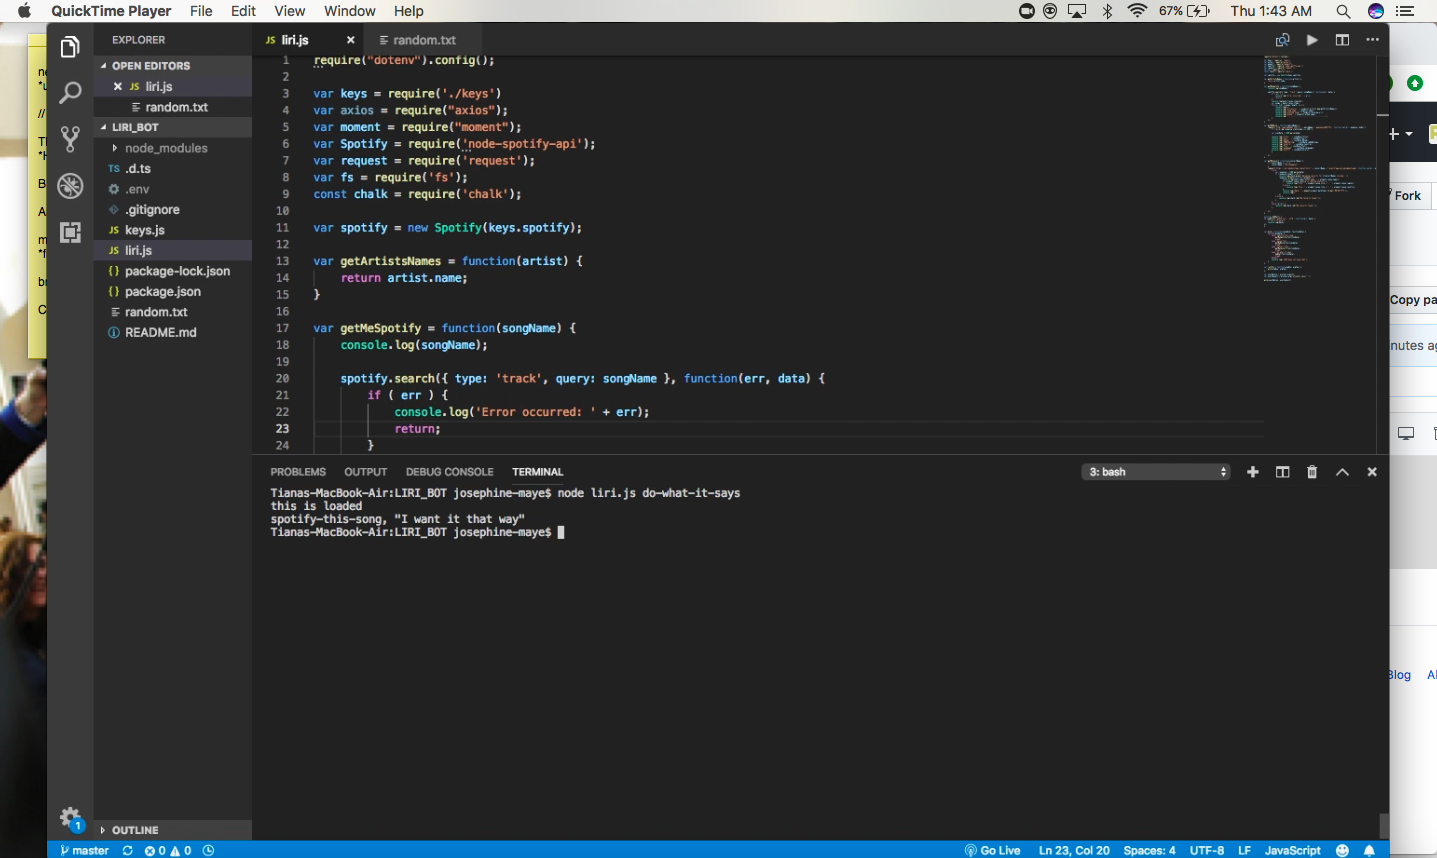 QuickTime Player File Edit View Window Help 67% Thu 1:43 AM
EXPLORER
OPEN EDITORS
JS liri.js
random.txt
LIRI_BOT
node_modules
TS .d.ts
.env
.gitignore
JS keys.js
JS liri.js
{} package-lock.json
{} package.json
random.txt
README.md
OUTLINE
JS liri.js random.txt
1 require("dotenv").config();
2
3 var keys = require('./keys')
4 var axios = require("axios");
5 var moment = require("moment");
6 var Spotify = require('node-spotify-api');
7 var request = require('request');
8 var fs = require('fs');
9 const chalk = require('chalk');
10
11 var spotify = new Spotify(keys.spotify);
12
13 var getArtistsNames = function(artist) {
14 return artist.name;
15 }
16
17 var getMeSpotify = function(songName) {
18 console.log(songName);
19
20 spotify.search({ type: 'track', query: songName }, function(err, data) {
21 if ( err ) {
22 console.log('Error occurred: ' + err);
23 return;
24 }
PROBLEMS OUTPUT DEBUG CONSOLE TERMINAL 3: bash
Tianas-MacBook-Air:LIRI_BOT josephine-maye$ node liri.js do-what-it-says
this is loaded
spotify-this-song, "I want it that way"
Tianas-MacBook-Air:LIRI_BOT josephine-maye$
1
master 0 0 Go Live Ln 23, Col 20 Spaces: 4 UTF-8 LF JavaScript
Fork
Copy pa
nutes ag
Blog